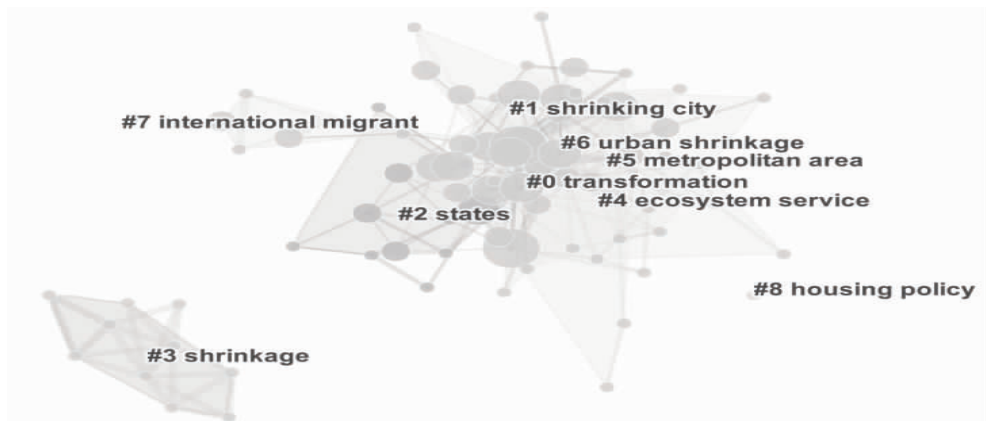 #1 shrinking city
#7 international migrant
#6 urban shrinkage
#5 metropolitan area
#0 transformation
#4 ecosystem service
#2 states
#8 housing policy
#3 shrinkage